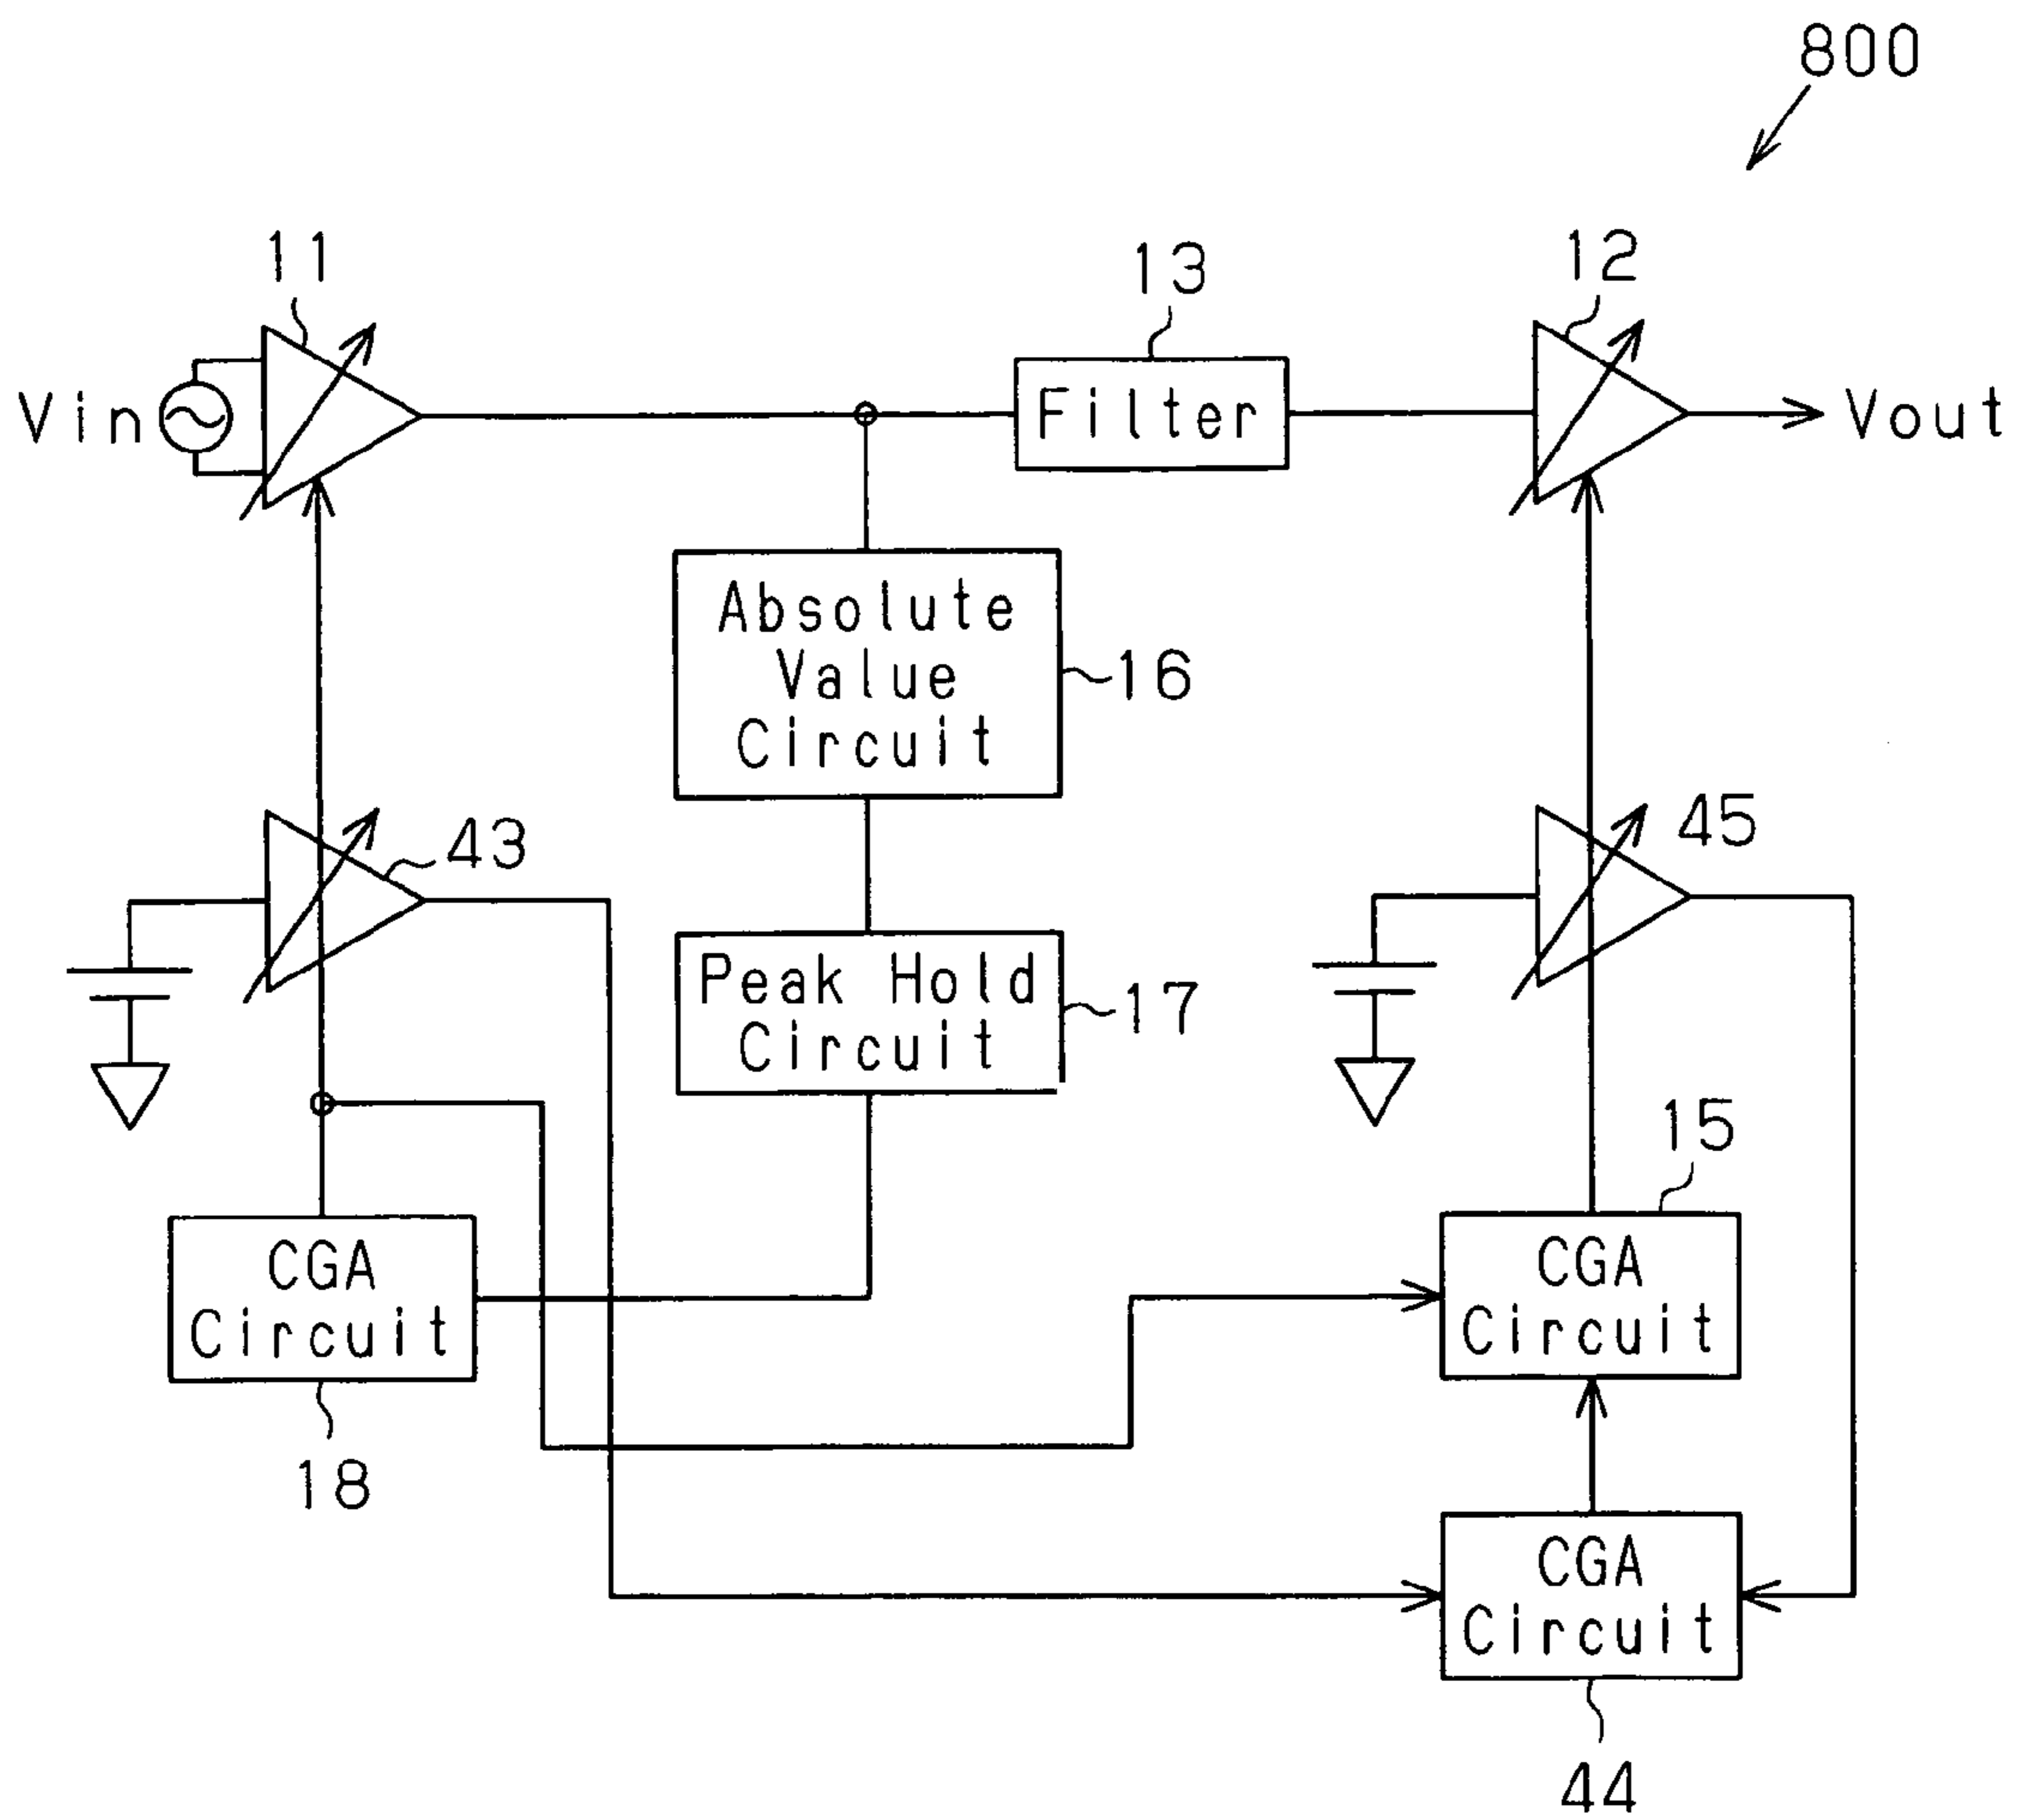 800
11
13
12
Vin
Filter
Vout
Absolute
Value
Circuit
16
43
45
Peak Hold
Circuit
17
15
CGA
Circuit
18
CGA
Circuit
CGA
Circuit
44